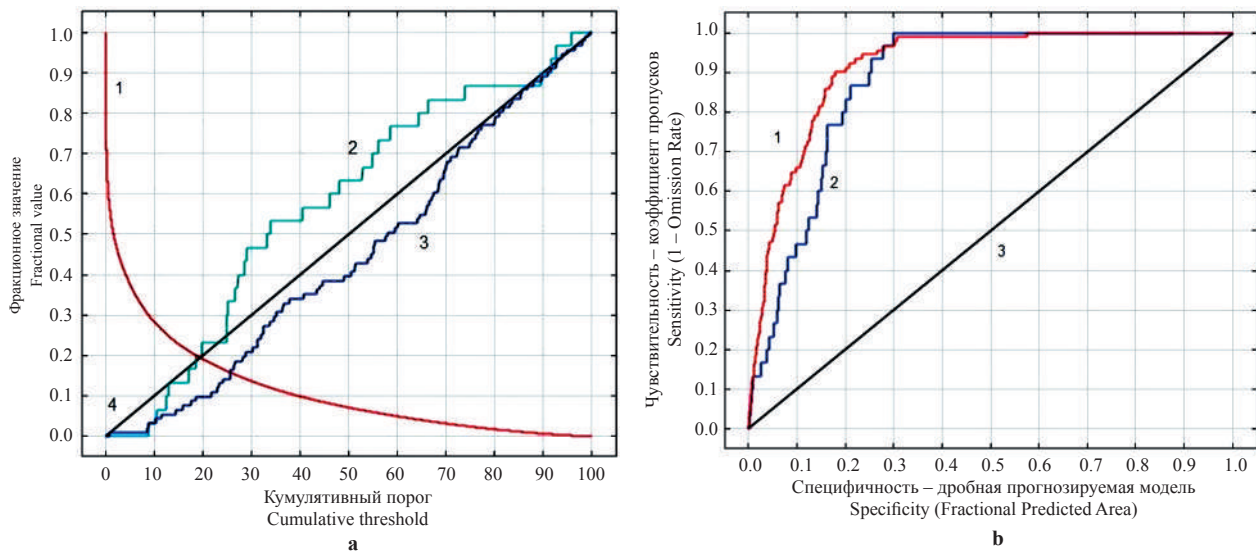 1.0
0.9
0.8
0.7
0.6
0.5
0.4
0.3
0.2
0.1
0.0
Фракционное значение
Fractional value
1
2
3
4
0 10 20 30 40 50 60 70 80 90 100
Кумулятивный порог
Cumulative threshold
a
1.0
0.9
0.8
0.7
0.6
0.5
0.4
0.3
0.2
0.1
0.0
Чувствительность – коэффициент пропусков
Sensitivity (1 – Omission Rate)
1
2
3
0.0 0.1 0.2 0.3 0.4 0.5 0.6 0.7 0.8 0.9 1.0
Специфичность – дробная прогнозируемая модель
Specificity (Fractional Predicted Area)
b